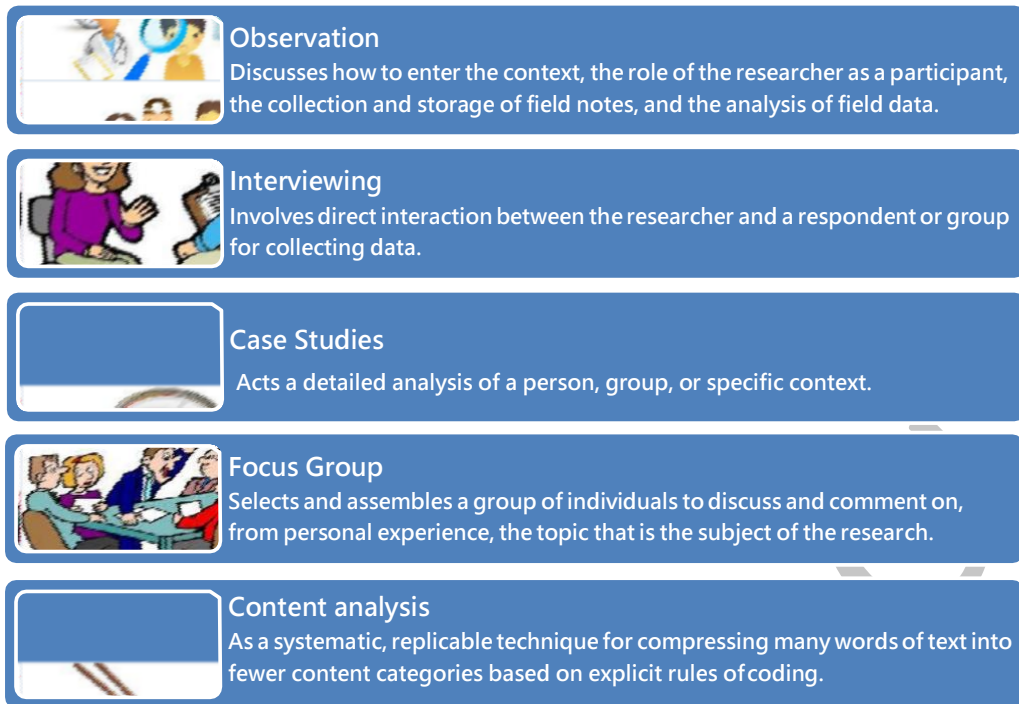 Observation
Discusses how to enter the context, the role of the researcher as a participant,
the collection and storage of field notes, and the analysis of field data.
Interviewing
Involves direct interaction between the researcher and a respondent or group
for collecting data.
Case Studies
Acts a detailed analysis of a person, group, or specific context.
Focus Group
Selects and assembles a group of individuals to discuss and comment on,
from personal experience, the topic that is the subject of the research.
Content analysis
As a systematic, replicable technique for compressing many words of text into
fewer content categories based on explicit rules of coding.